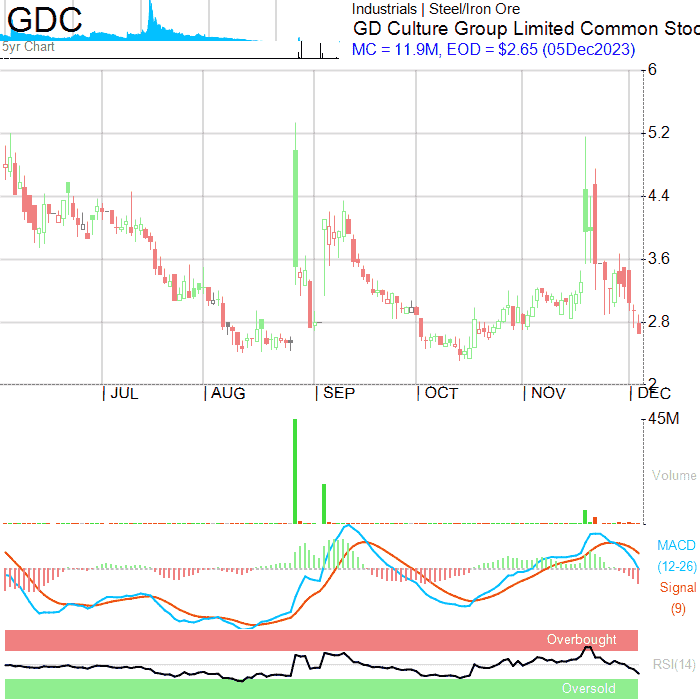 GDC
5yr Chart
Industrials | Steel/Iron Ore
GD Culture Group Limited Common Stoc
MC = 11.9M, EOD = $2.65 (05Dec2023)
6
5.2
4.4
3.6
2.8
2
| JUL | AUG | SEP | OCT | NOV | DEC
45M
Volume
MACD
(12-26)
Signal
(9)
Overbought
RSI(14)
Oversold